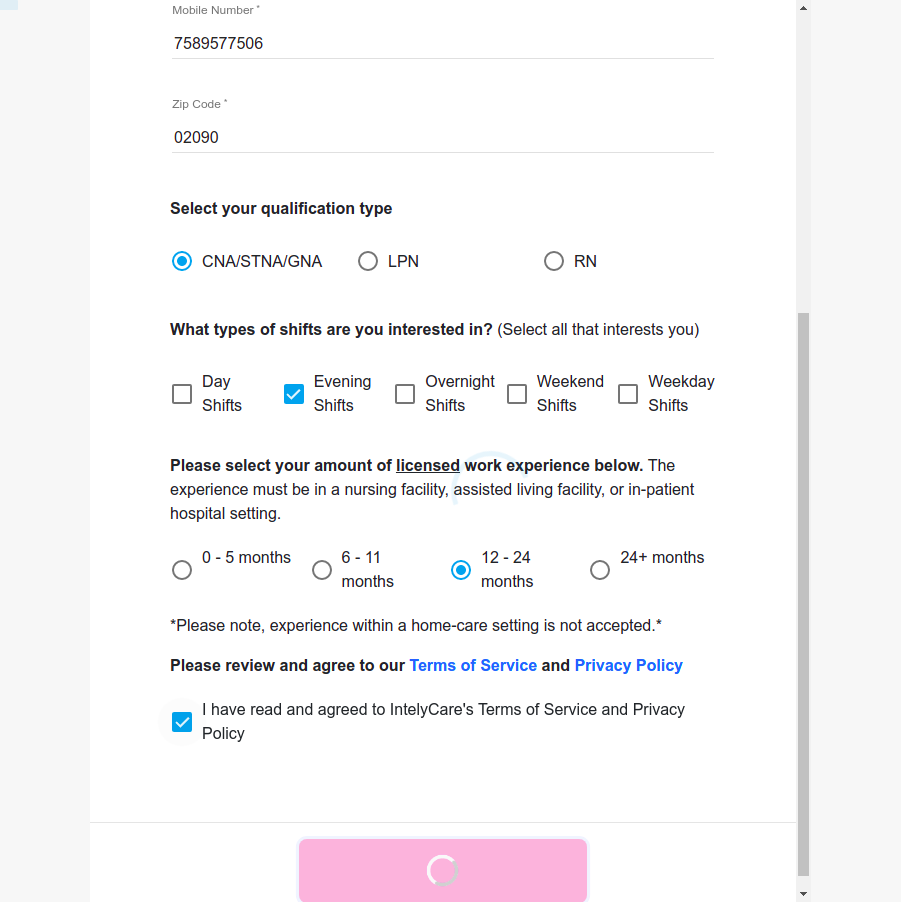 Mobile Number *
7589577506
Zip Code *
02090
Select your qualification type
CNA/STNA/GNA
LPN
RN
What types of shifts are you interested in? (Select all that interests you)
Day
Shifts
Evening
Shifts
Overnight
Shifts
Weekend
Shifts
Weekday
Shifts
Please select your amount of licensed work experience below. The
experience must be in a nursing facility, assisted living facility, or in-patient
hospital setting.
0 - 5 months
6 - 11
months
12 - 24
months
24+ months
*Please note, experience within a home-care setting is not accepted.*
Please review and agree to our Terms of Service and Privacy Policy
I have read and agreed to IntelyCare's Terms of Service and Privacy
Policy